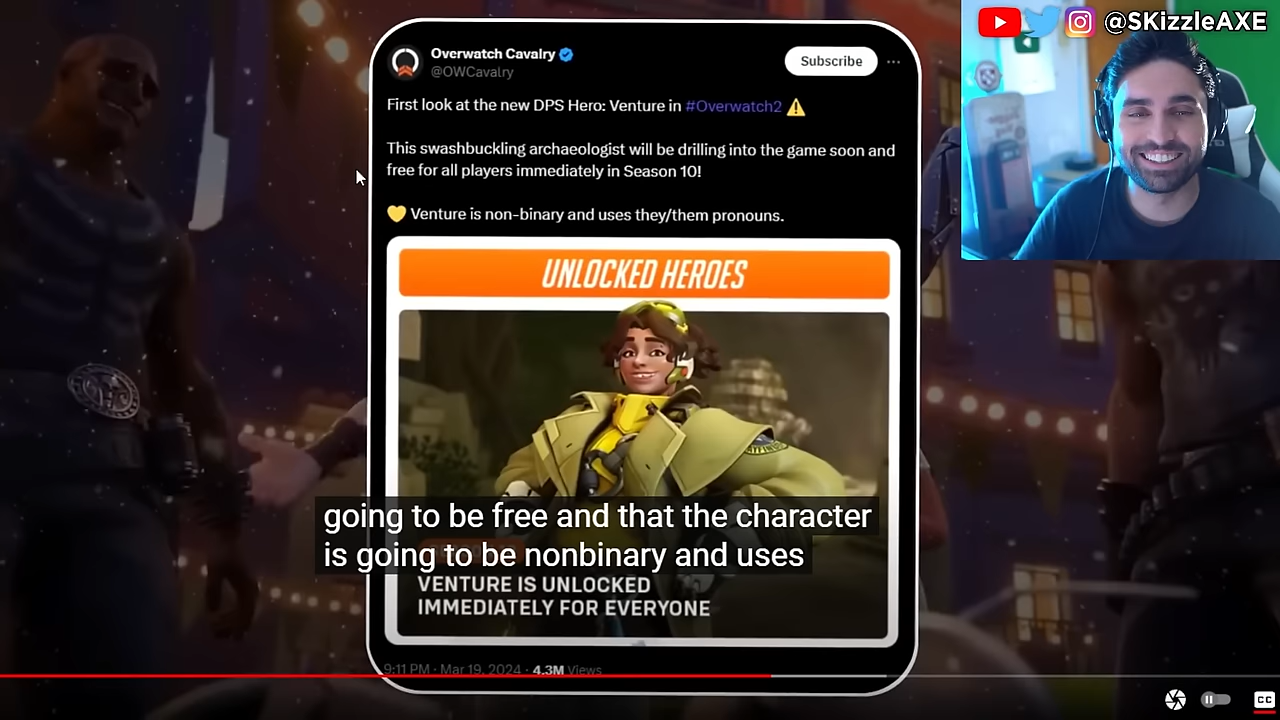 @SKizzleAXE
Overwatch Cavalry
@OWCavalry
Subscribe
First look at the new DPS Hero: Venture in #Overwatch2
This swashbuckling archaeologist will be drilling into the game soon and
free for all players immediately in Season 10!
Venture is non-binary and uses they/them pronouns.
UNLOCKED HEROES
going to be free and that the character
is going to be nonbinary and uses
VENTURE IS UNLOCKED
IMMEDIATELY FOR EVERYONE
9:11 PM · Mar 19, 2024 · 4.3M Views
CC